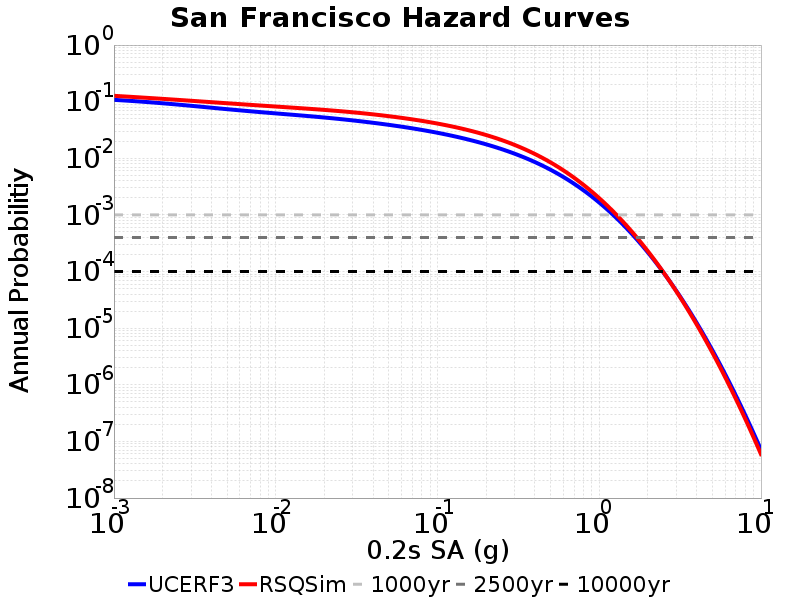 San Francisco Hazard Curves
10^0
10^-1
10^-2
10^-3
10^-4
10^-5
10^-6
10^-7
10^-8
Annual Probabilitiy
10^-3 10^-2 10^-1 10^0 10^1
0.2s SA (g)
UCERF3 RSQSim 1000yr 2500yr 10000yr